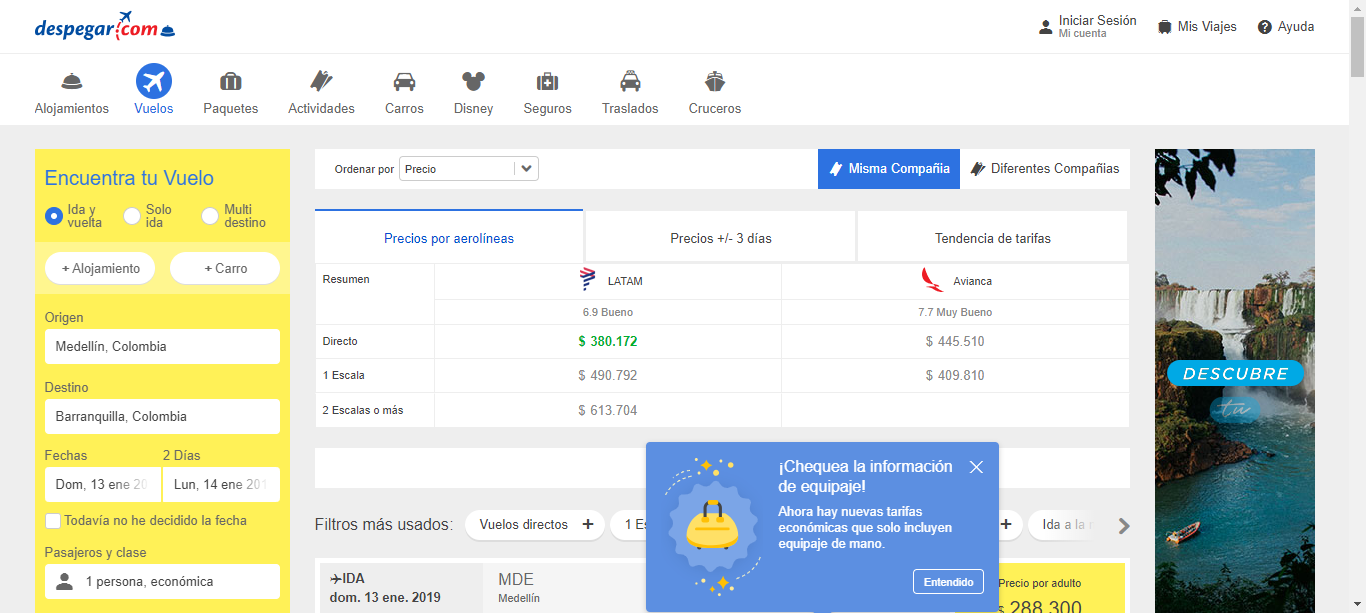 despegar.com
Iniciar Sesión
Mi cuenta
Mis Viajes
Ayuda
Alojamientos
Vuelos
Paquetes
Actividades
Carros
Disney
Seguros
Traslados
Cruceros
Encuentra tu Vuelo
Ida y
vuelta
Solo
ida
Multi
destino
+ Alojamiento
+ Carro
Origen
Medellín, Colombia
Destino
Barranquilla, Colombia
Fechas
2 Días
Dom, 13 ene 20
Lun, 14 ene 201
Todavía no he decidido la fecha
Pasajeros y clase
1 persona, económica
Ordenar por
Precio
Misma Compañia
Diferentes Compañias
Precios por aerolíneas
Precios +/- 3 días
Tendencia de tarifas
Resumen
LATAM
Avianca
6.9 Bueno
7.7 Muy Bueno
Directo
$ 380.172
$ 445.510
1 Escala
$ 490.792
$ 409.810
2 Escalas o más
$ 613.704
¡Chequea la información
de equipaje!
Ahora hay nuevas tarifas
económicas que solo incluyen
equipaje de mano.
Entendido
Filtros más usados:
Vuelos directos +
1 Es
+
Ida a la
IDA
dom. 13 ene. 2019
MDE
Medellín
Precio por adulto
$ 288.300
DESCUBRE
tu